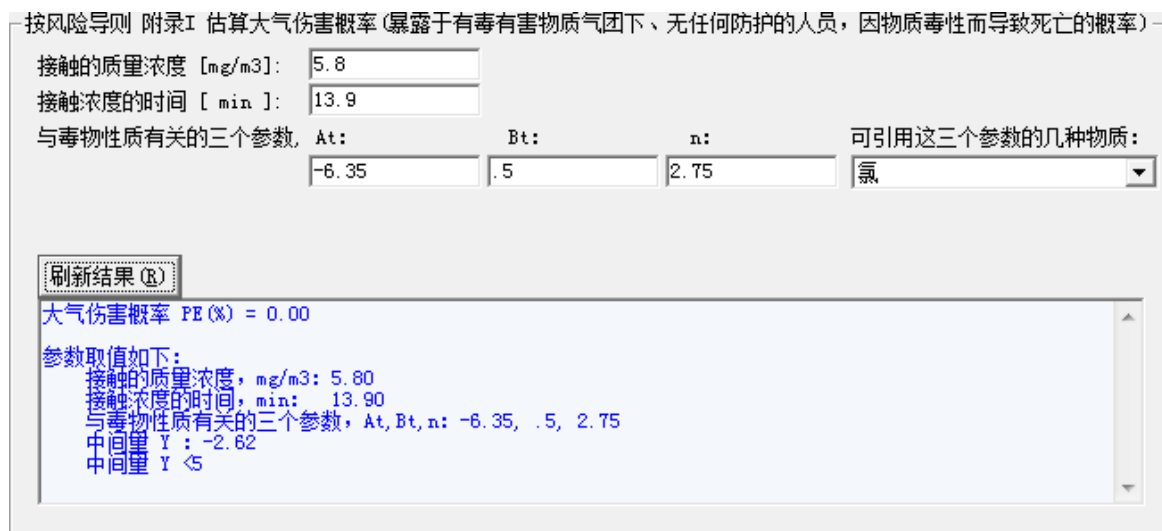 按风险导则 附录I 估算大气伤害概率(暴露于有毒有害物质气团下、无任何防护的人员，因物质毒性而导致死亡的概率)
接触的质量浓度 [mg/m3]: 5.8
接触浓度的时间 [ min ]: 13.9
与毒物性质有关的三个参数, At: Bt: n: 可引用这三个参数的几种物质:
-6.35 .5 2.75 氯
刷新结果(R)
大气伤害概率 PE(%) = 0.00
参数取值如下:
接触的质量浓度，mg/m3: 5.80
接触浓度的时间，min: 13.90
与毒物性质有关的三个参数，At,Bt,n: -6.35, .5, 2.75
中间量 Y : -2.62
中间量 Y <5